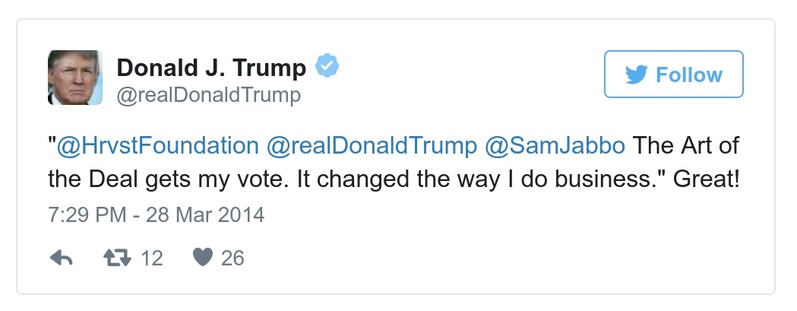 Donald J. Trump
@realDonaldTrump
Follow
"@HrvstFoundation @realDonaldTrump @SamJabbo The Art of
the Deal gets my vote. It changed the way I do business." Great!
7:29 PM - 28 Mar 2014
12 26